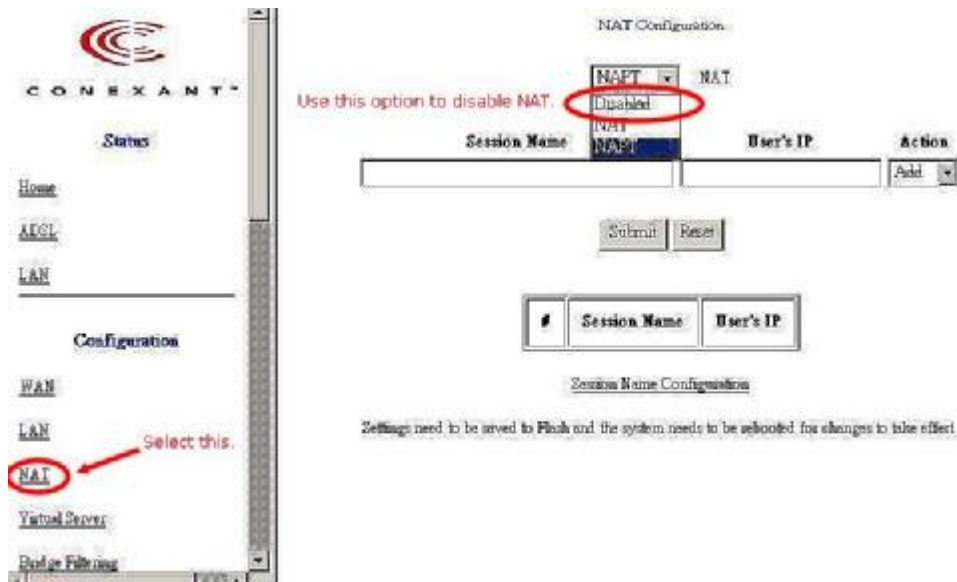 CONEXANT™
Status
Home
ADSL
LAN
Configuration
WAN
LAN
Select this.
NAT
Virtual Server
Bridge Filtering
NAT Configuration
NAPT NAT
Use this option to disable NAT.
Disabled
NAT
NAPT
Session Name User's IP Action
Add
Submit Reset
# Session Name User's IP
Session Name Configuration
Settings need to be saved to Flash and the system needs to be rebooted for changes to take effect